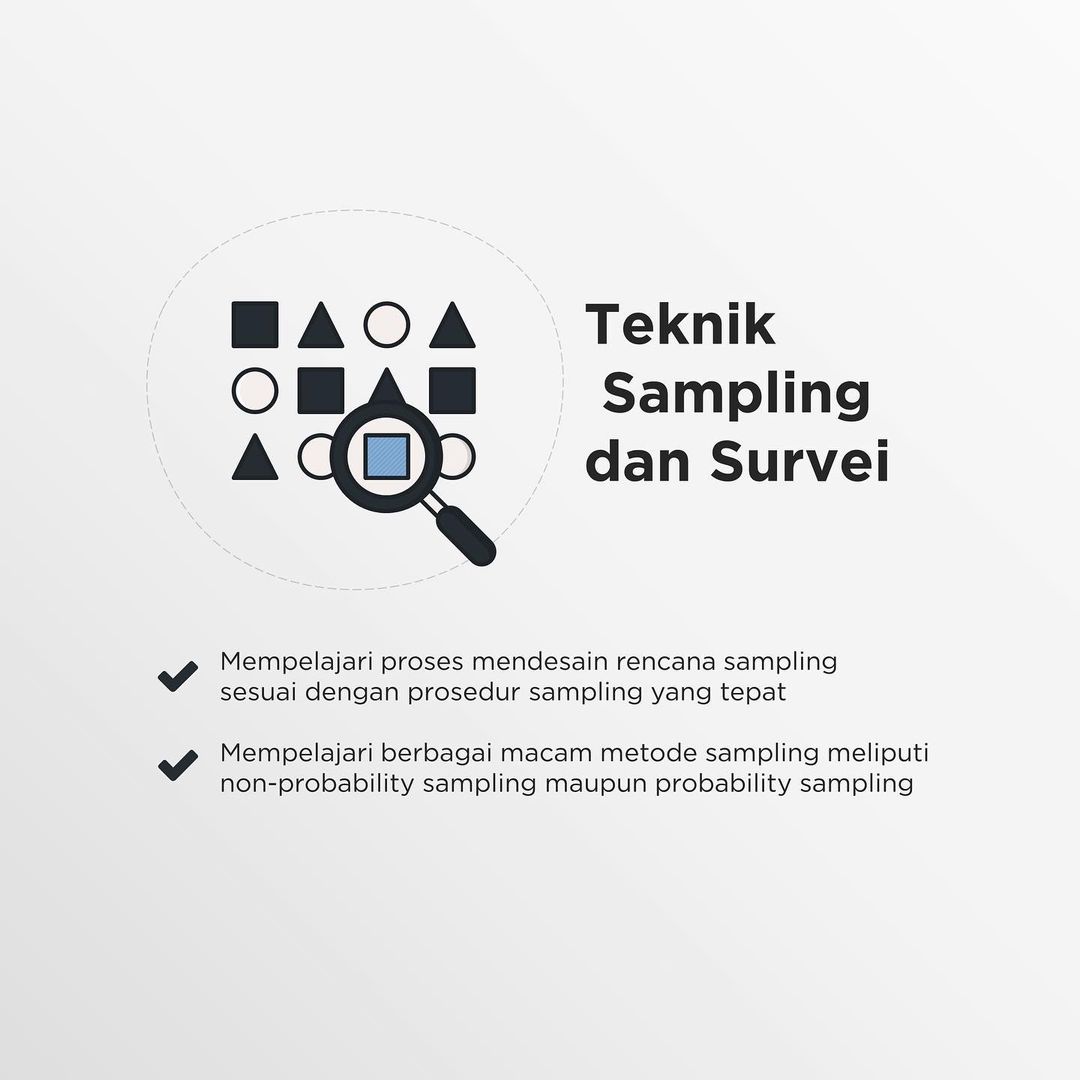 Teknik
Sampling
dan Survei
Mempelajari proses mendesain rencana sampling
sesuai dengan prosedur sampling yang tepat
Mempelajari berbagai macam metode sampling meliputi
non-probability sampling maupun probability sampling